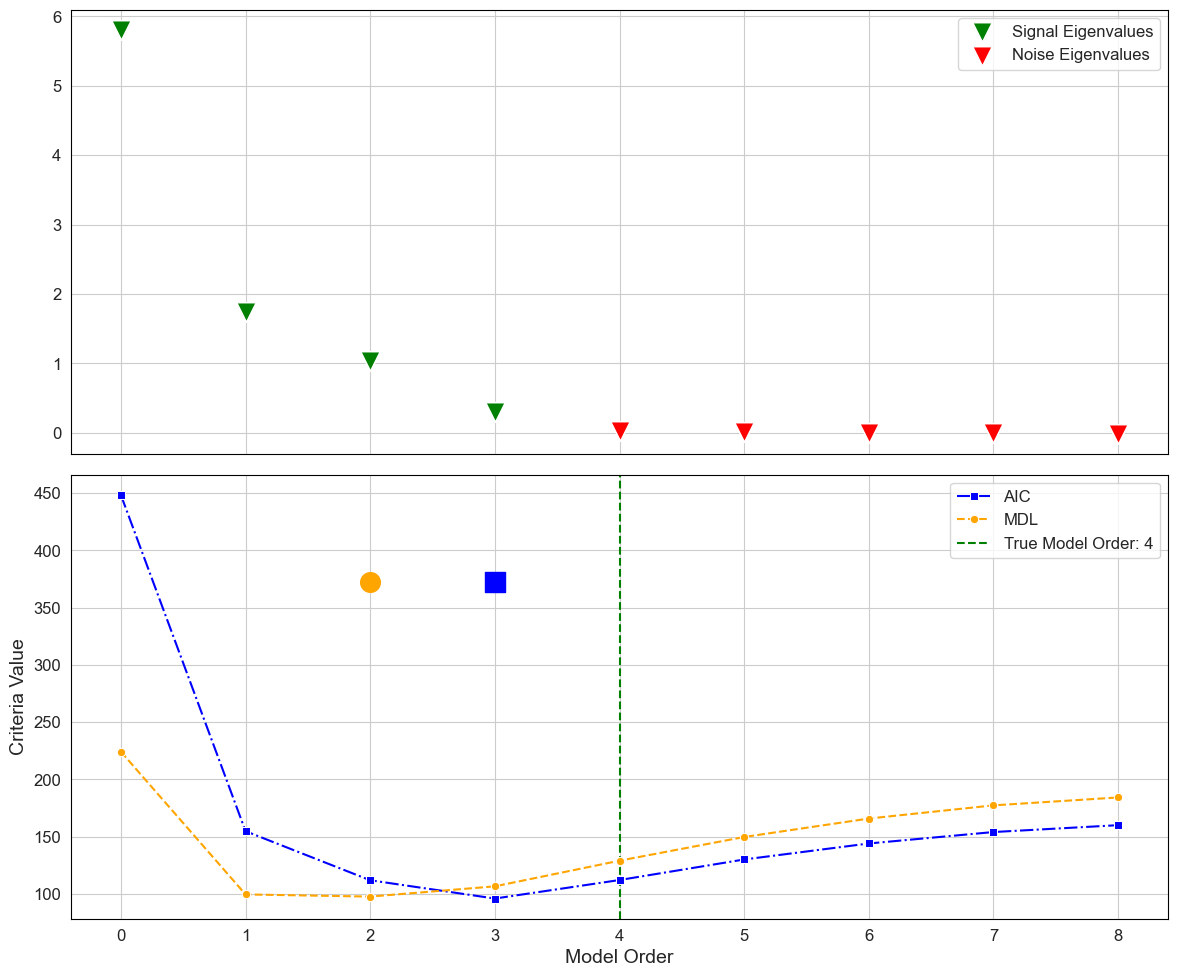 6
5
4
3
2
1
0
Signal Eigenvalues
Noise Eigenvalues
450
400
350
300
250
200
150
100
Criteria Value
AIC
MDL
True Model Order: 4
0 1 2 3 4 5 6 7 8
Model Order